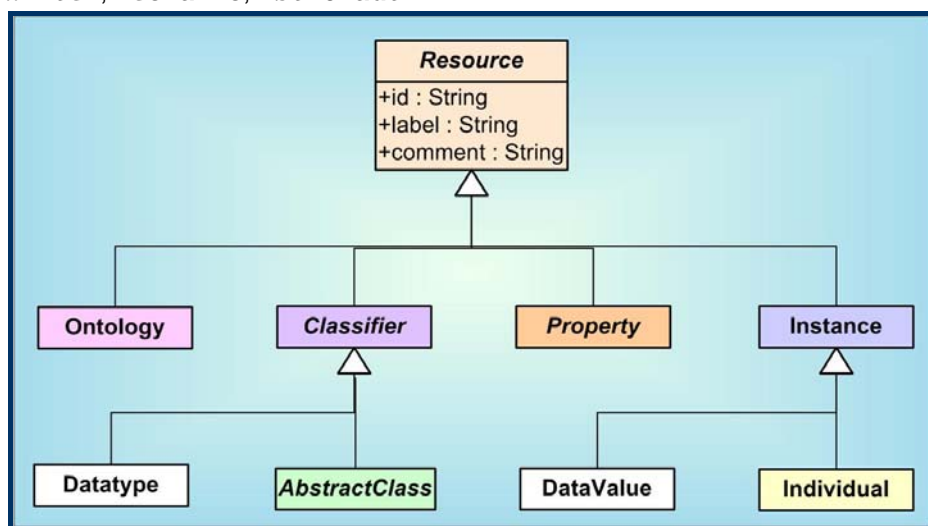 Resource
+id : String
+label : String
+comment : String
Ontology
Classifier
Property
Instance
Datatype
AbstractClass
DataValue
Individual